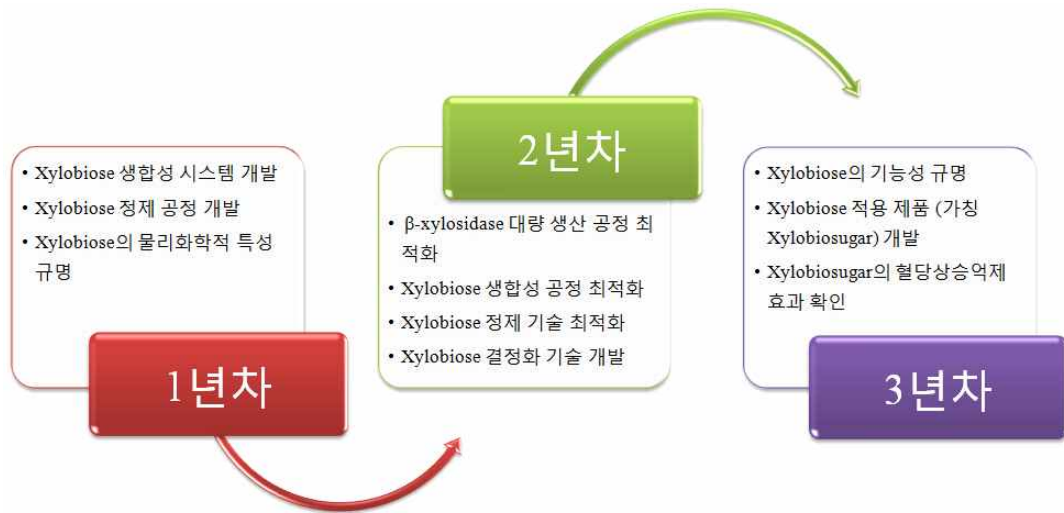 • Xylobiose 생합성 시스템 개발
• Xylobiose 정제 공정 개발
• Xylobiose의 물리화학적 특성
규명
1년차
2년차
• β-xylosidase 대량 생산 공정 최
적화
• Xylobiose 생합성 공정 최적화
• Xylobiose 정제 기술 최적화
• Xylobiose 결정화 기술 개발
• Xylobiose의 기능성 규명
• Xylobiose 적용 제품 (가칭
Xylobiosugar) 개발
• Xylobiosugar의 혈당상승억제
효과 확인
3년차